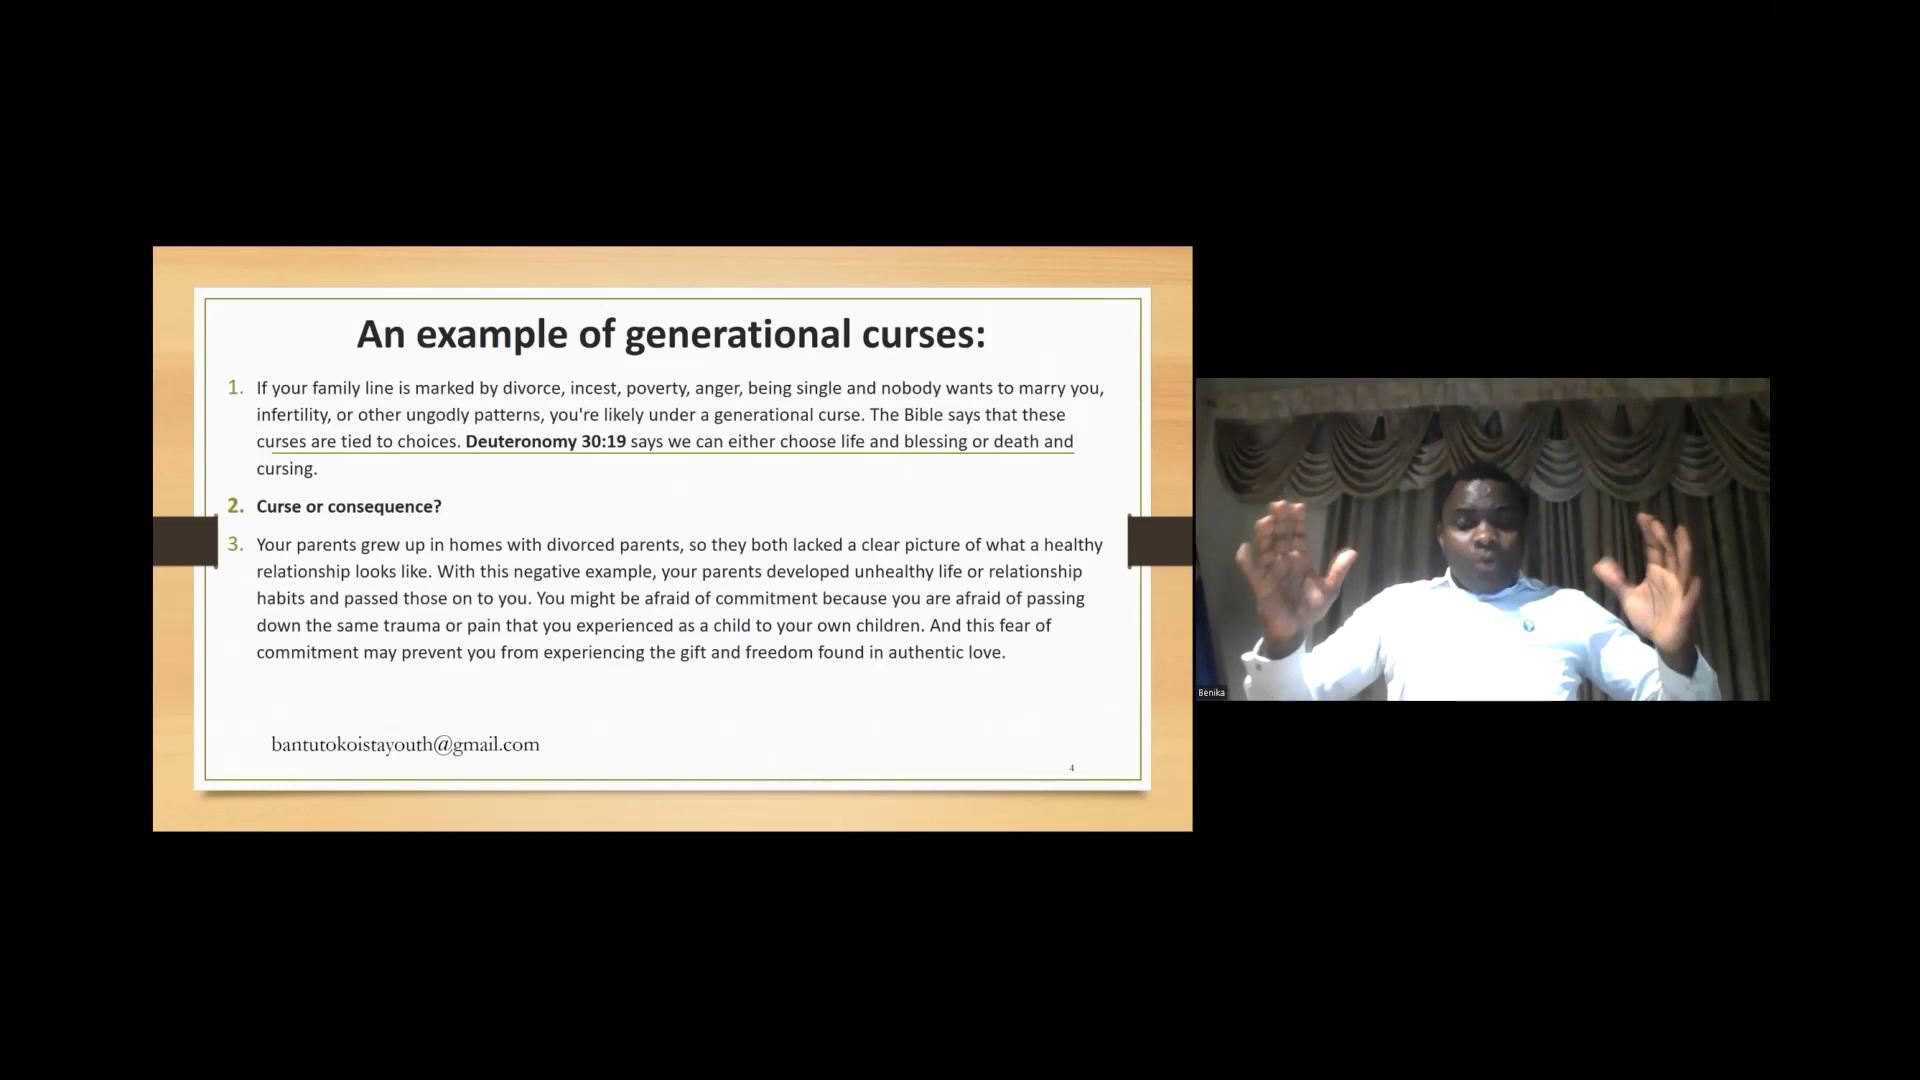 An example of generational curses:
1. If your family line is marked by divorce, incest, poverty, anger, being single and nobody wants to marry you,
infertility, or other ungodly patterns, you're likely under a generational curse. The Bible says that these
curses are tied to choices. Deuteronomy 30:19 says we can either choose life and blessing or death and
cursing.
2. Curse or consequence?
3. Your parents grew up in homes with divorced parents, so they both lacked a clear picture of what a healthy
relationship looks like. With this negative example, your parents developed unhealthy life or relationship
habits and passed those on to you. You might be afraid of commitment because you are afraid of passing
down the same trauma or pain that you experienced as a child to your own children. And this fear of
commitment may prevent you from experiencing the gift and freedom found in authentic love.
bantutokoistayouth@gmail.com
4
Benika